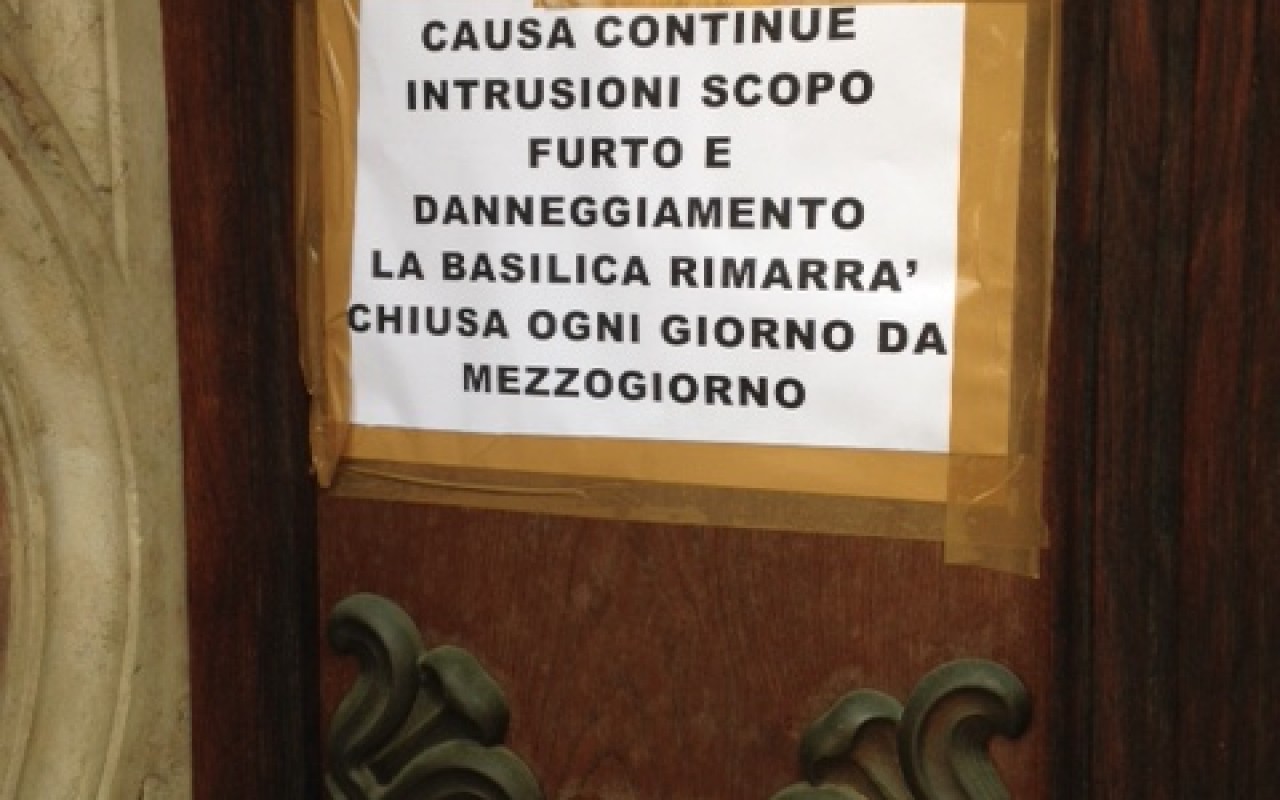 CAUSA CONTINUE
INTRUSIONI SCOPO
FURTO E
DANNEGGIAMENTO
LA BASILICA RIMARRA’
CHIUSA OGNI GIORNO DA
MEZZOGIORNO